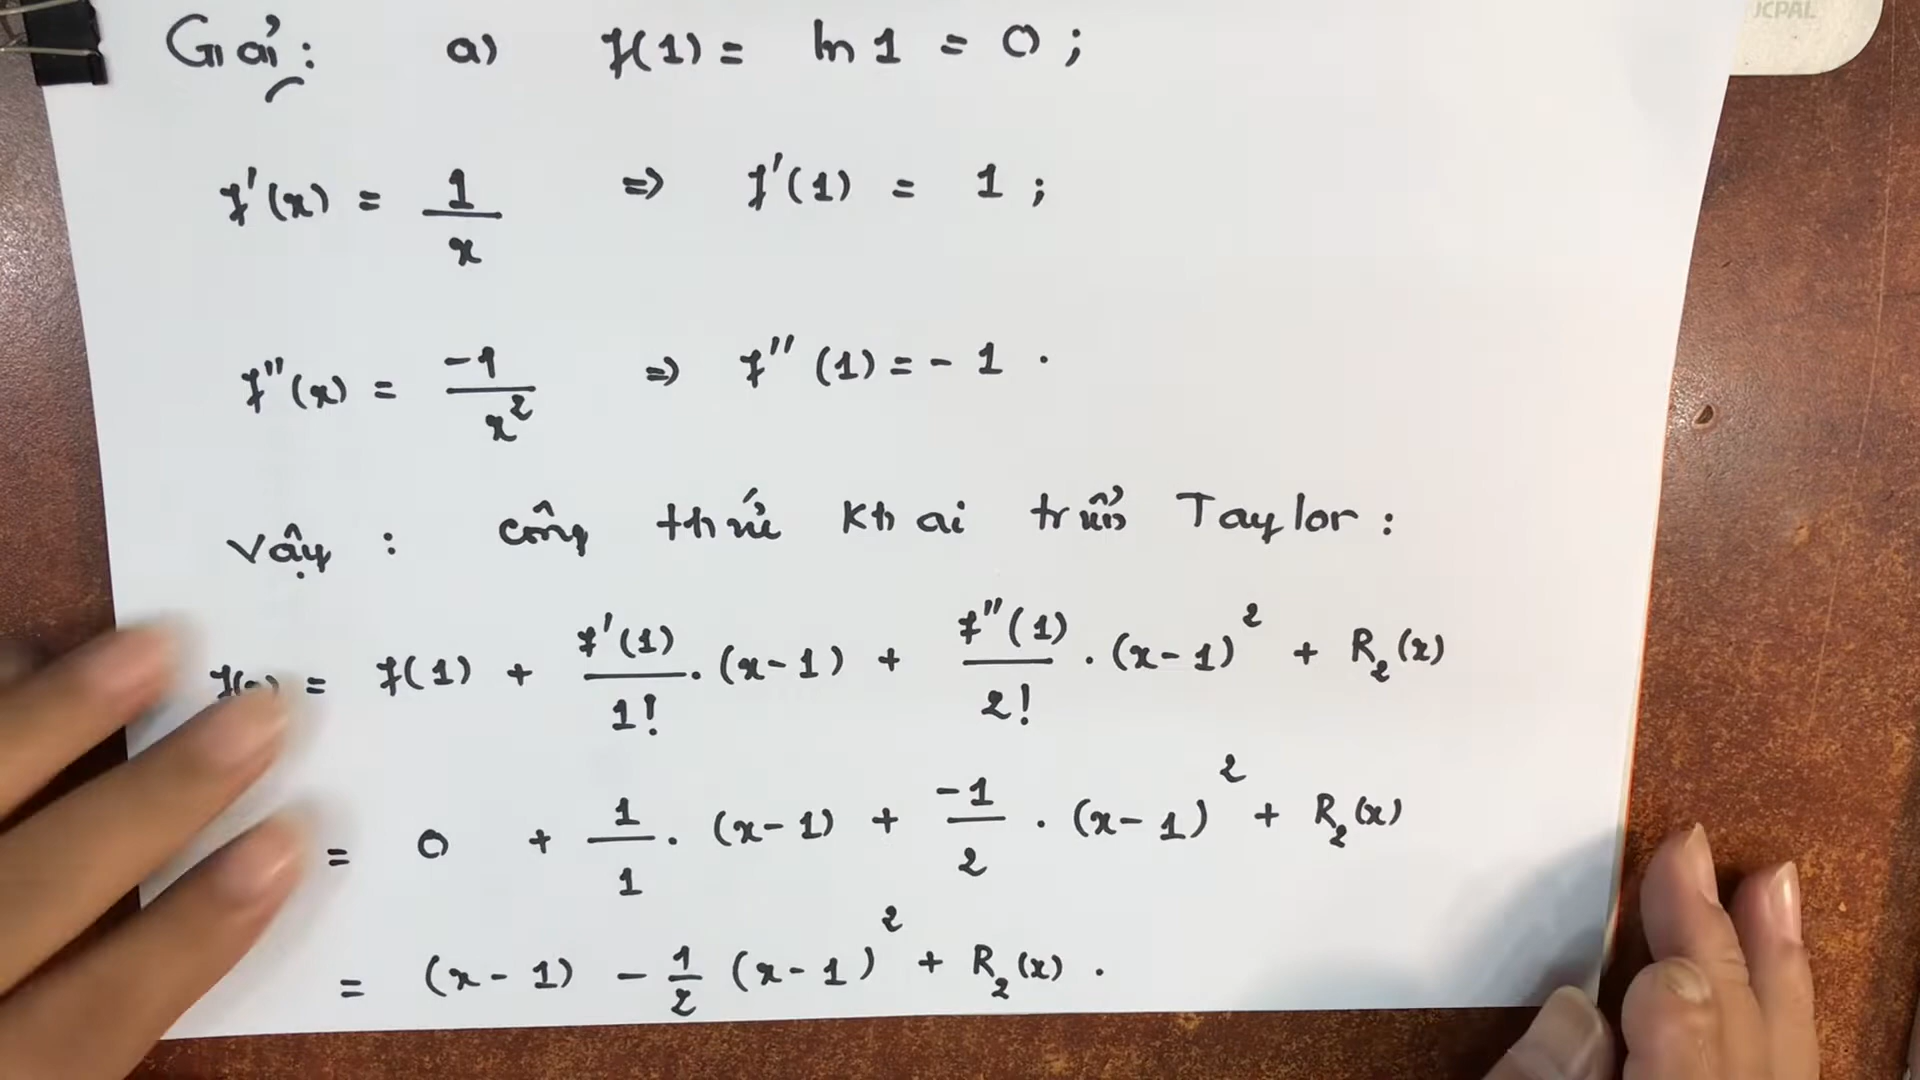 JCPAL
Giải: a) f(1) = ln 1 = 0 ;
f'(x) = 1/x ⇒ f'(1) = 1 ;
f''(x) = -1/x² ⇒ f''(1) = - 1 .
Vậy : công thức khai triển Taylor :
f(x) = f(1) + f'(1)/1! . (x-1) + f''(1)/2! . (x-1)² + R₂(x)
= 0 + 1/1 . (x-1) + -1/2 . (x-1)² + R₂(x)
= (x-1) - 1/2 (x-1)² + R₂(x) .